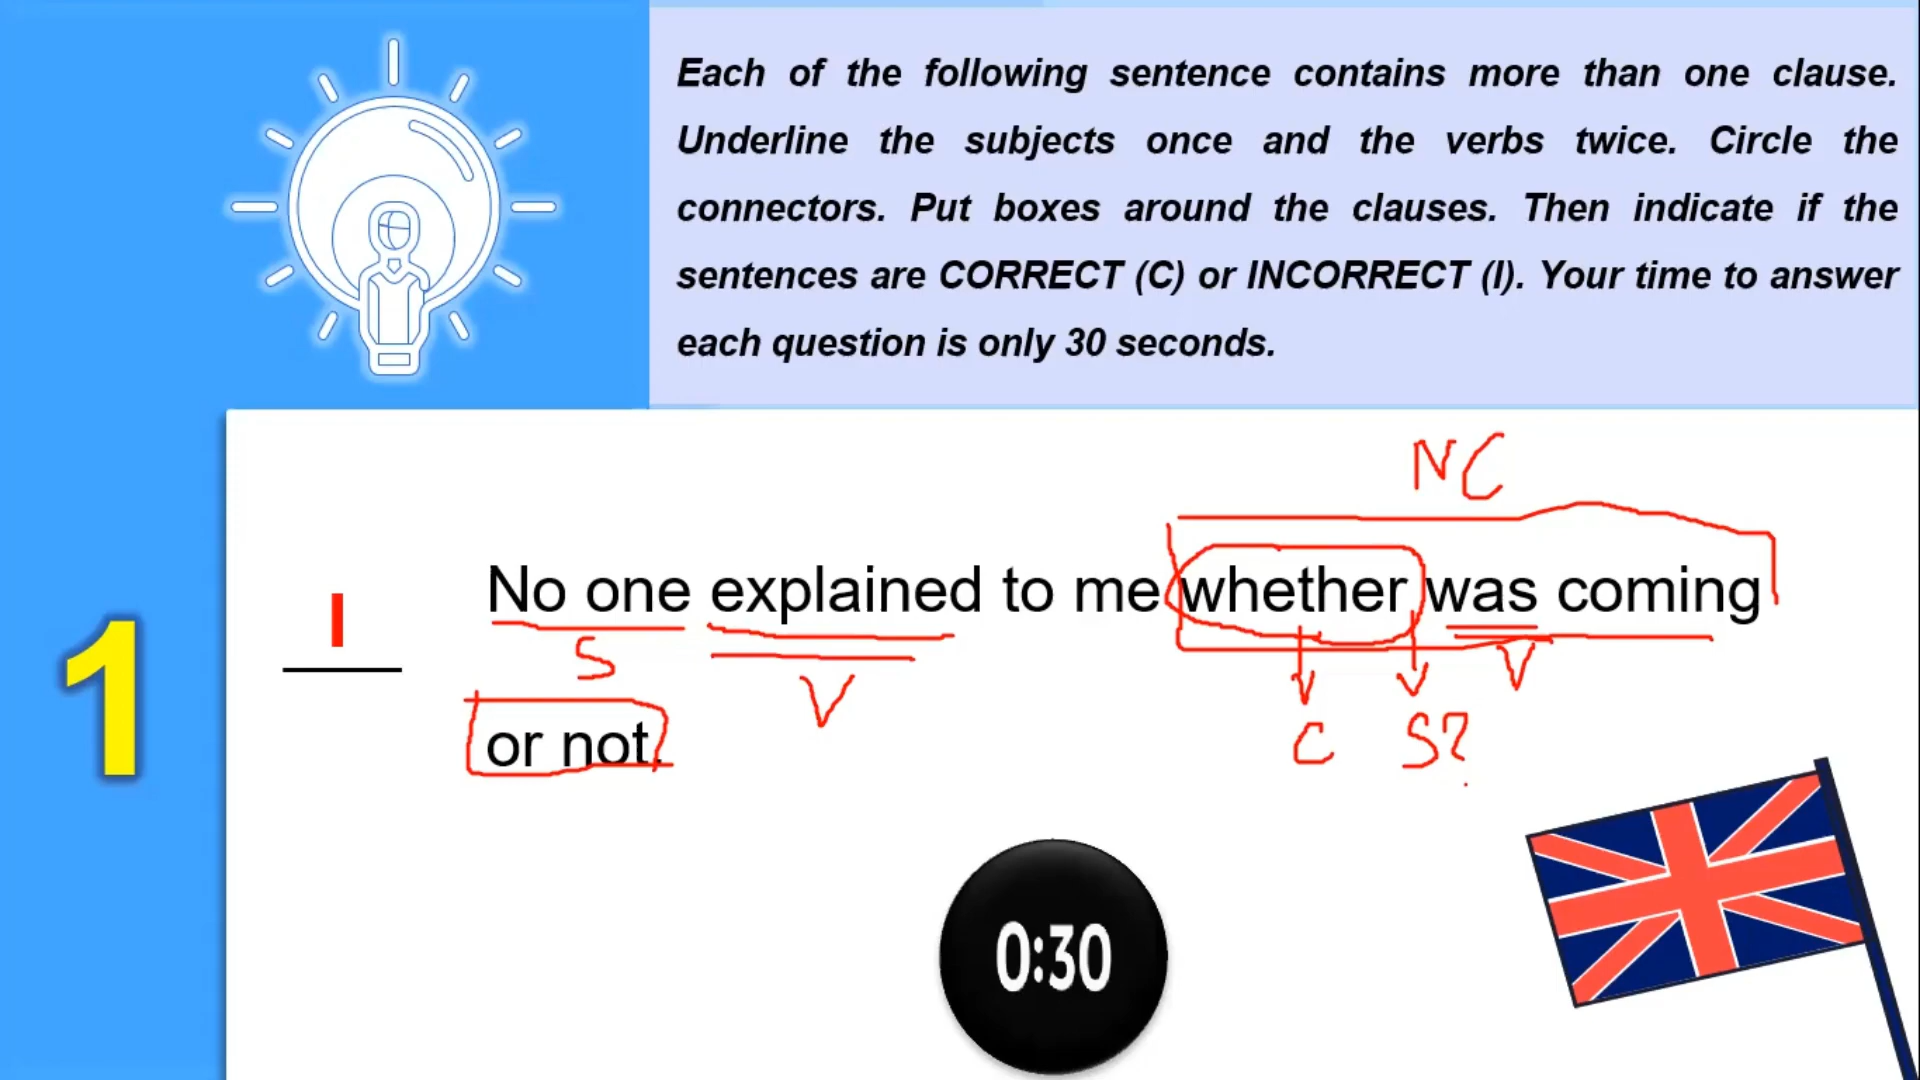 Each of the following sentence contains more than one clause.
Underline the subjects once and the verbs twice. Circle the
connectors. Put boxes around the clauses. Then indicate if the
sentences are CORRECT (C) or INCORRECT (I). Your time to answer
each question is only 30 seconds.
NC
1
I
No one explained to me whether was coming
S
V
V
or not.
C S?
0:30